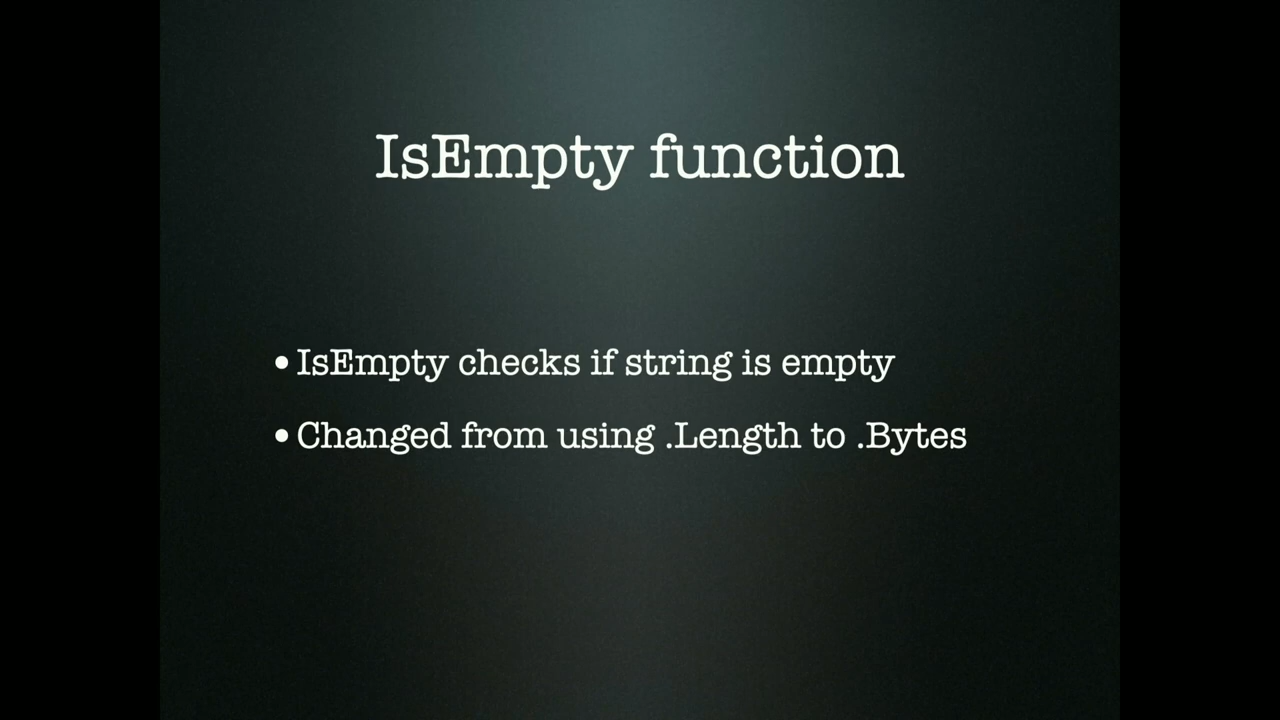 IsEmpty function
•IsEmpty checks if string is empty
•Changed from using .Length to .Bytes